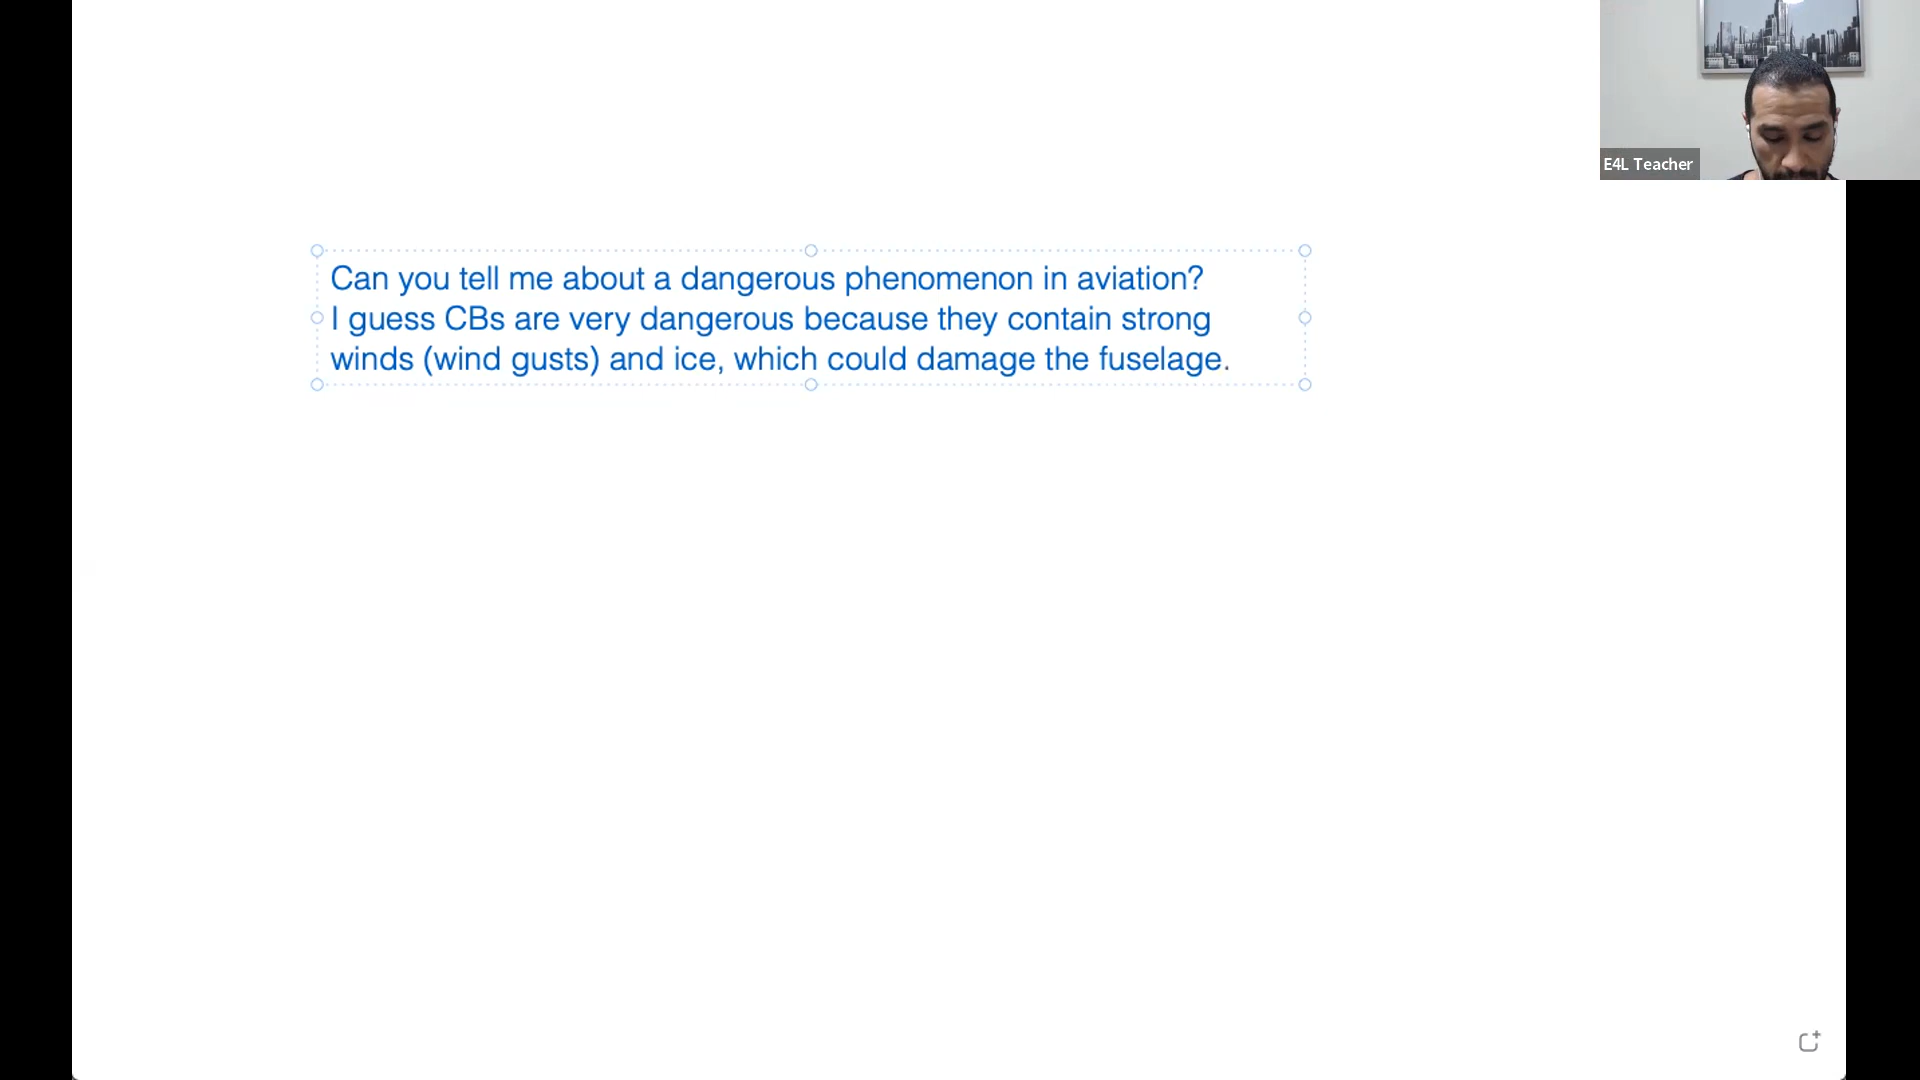 E4L Teacher
Can you tell me about a dangerous phenomenon in aviation?
I guess CBs are very dangerous because they contain strong
winds (wind gusts) and ice, which could damage the fuselage.